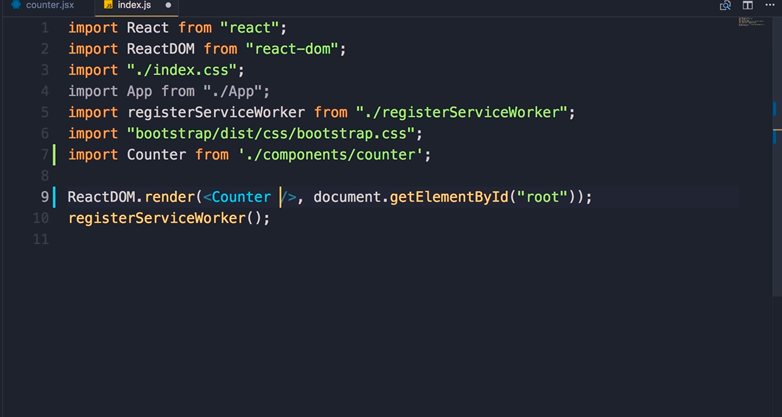 counter.jsx
index.js
1 import React from "react";
2 import ReactDOM from "react-dom";
3 import "./index.css";
4 import App from "./App";
5 import registerServiceWorker from "./registerServiceWorker";
6 import "bootstrap/dist/css/bootstrap.css";
7 import Counter from './components/counter';
8
9 ReactDOM.render(<Counter />, document.getElementById("root"));
10 registerServiceWorker();
11